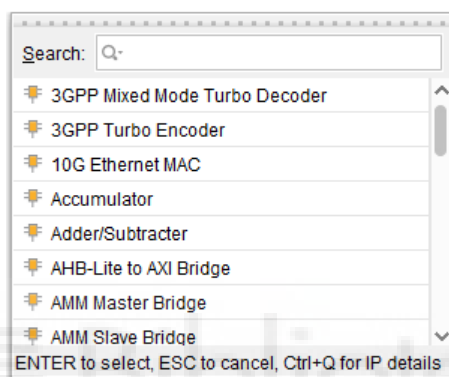 Search:
3GPP Mixed Mode Turbo Decoder
3GPP Turbo Encoder
10G Ethernet MAC
Accumulator
Adder/Subtracter
AHB-Lite to AXI Bridge
AMM Master Bridge
AMM Slave Bridge
ENTER to select, ESC to cancel, Ctrl+Q for IP details